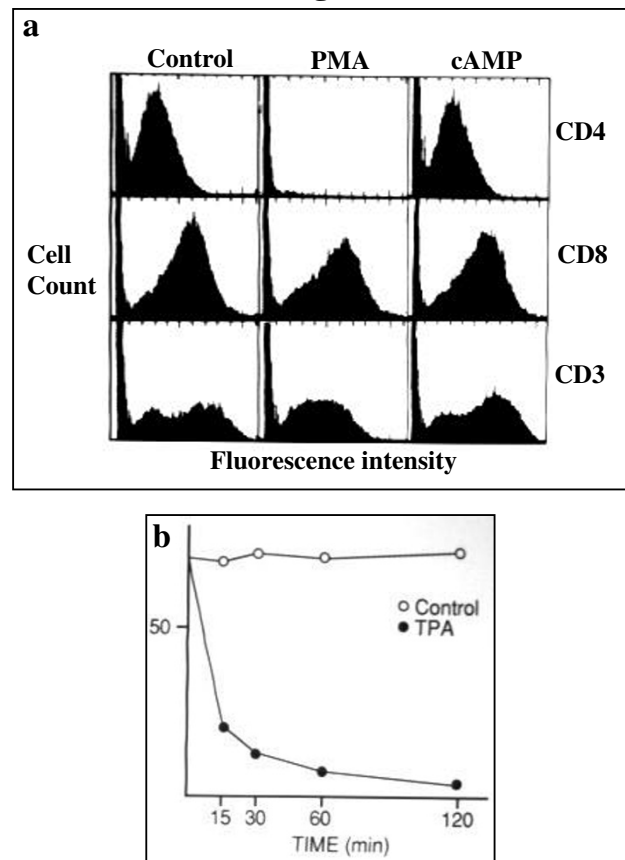 a
Control PMA cAMP
CD4
Cell
Count
CD8
CD3
Fluorescence intensity
b
50
○ Control
● TPA
15 30 60 120
TIME (min)